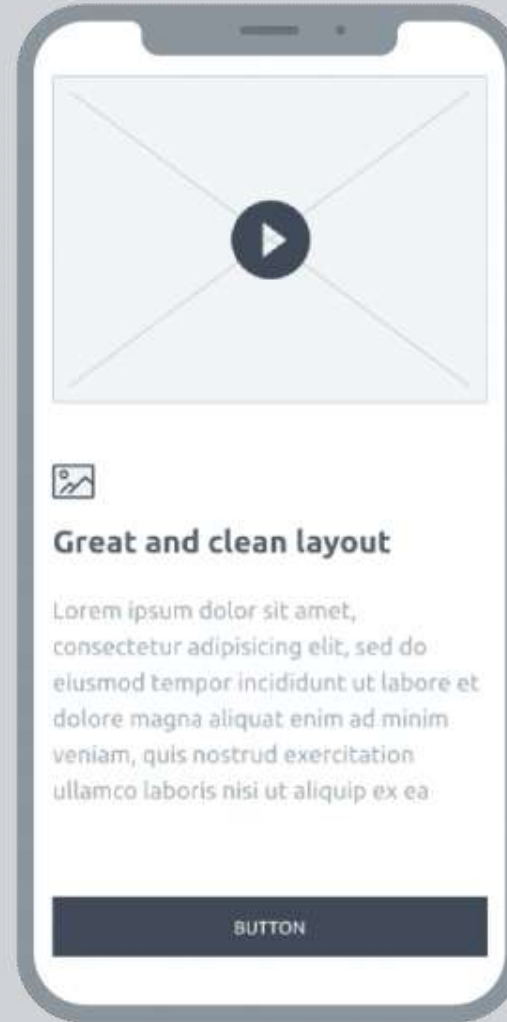 Great and clean layout
Lorem ipsum dolor sit amet,
consectetur adipisicing elit, sed do
eiusmod tempor incididunt ut labore et
dolore magna aliquat enim ad minim
veniam, quis nostrud exercitation
ullamco laboris nisi ut aliquip ex ea
BUTTON